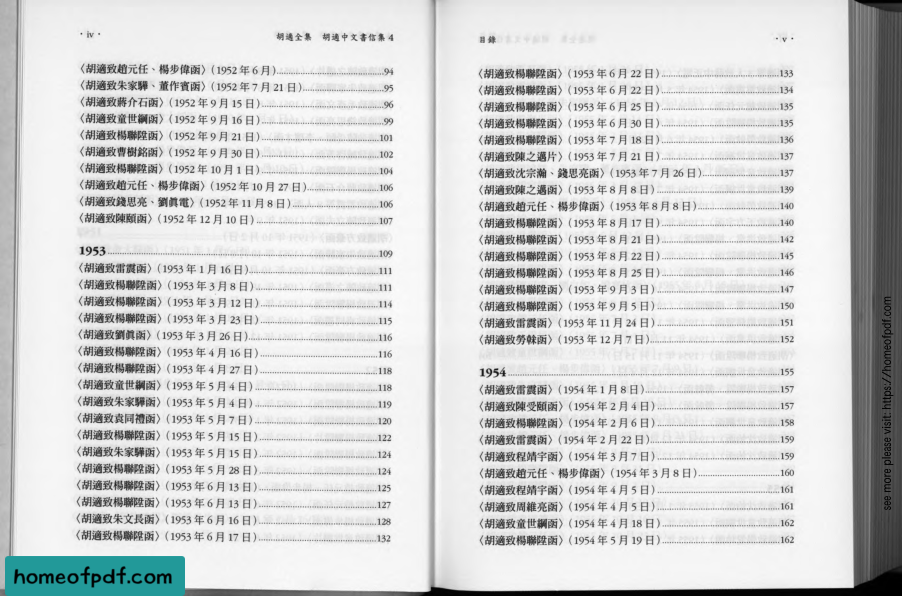 · iv ·
胡適全集 胡適中文書信集 4
〈胡適致趙元任、楊步偉函〉(1952 年 6 月)......94
〈胡適致朱家驊、董作賓函〉(1952 年 7 月 21 日)......95
〈胡適致蔣介石函〉(1952 年 9 月 15 日)......96
〈胡適致童世綱函〉(1952 年 9 月 16 日)......99
〈胡適致楊聯陞函〉(1952 年 9 月 21 日)......101
〈胡適致曹樹銘函〉(1952 年 9 月 30 日)......102
〈胡適致楊聯陞函〉(1952 年 10 月 1 日)......104
〈胡適致趙元任、楊步偉函〉(1952 年 10 月 27 日)......106
〈胡適致錢思亮、劉真電〉(1952 年 11 月 8 日)......106
〈胡適致陳頤函〉(1952 年 12 月 10 日)......107
1953......109
〈胡適致雷震函〉(1953 年 1 月 16 日)......111
〈胡適致楊聯陞函〉(1953 年 3 月 8 日)......111
〈胡適致楊聯陞函〉(1953 年 3 月 12 日)......114
〈胡適致楊聯陞函〉(1953 年 3 月 23 日)......115
〈胡適致劉真函〉(1953 年 3 月 26 日)......116
〈胡適致楊聯陞函〉(1953 年 4 月 16 日)......116
〈胡適致楊聯陞函〉(1953 年 4 月 27 日)......118
〈胡適致童世綱函〉(1953 年 5 月 4 日)......118
〈胡適致朱家驊函〉(1953 年 5 月 4 日)......119
〈胡適致袁同禮函〉(1953 年 5 月 7 日)......120
〈胡適致楊聯陞函〉(1953 年 5 月 15 日)......122
〈胡適致朱家驊函〉(1953 年 5 月 15 日)......124
〈胡適致楊聯陞函〉(1953 年 5 月 28 日)......124
〈胡適致楊聯陞函〉(1953 年 6 月 13 日)......125
〈胡適致楊聯陞函〉(1953 年 6 月 13 日)......127
〈胡適致朱文長函〉(1953 年 6 月 16 日)......128
〈胡適致楊聯陞函〉(1953 年 6 月 17 日)......132
目錄
· v ·
〈胡適致楊聯陞函〉(1953 年 6 月 22 日)......133
〈胡適致楊聯陞函〉(1953 年 6 月 22 日)......134
〈胡適致楊聯陞函〉(1953 年 6 月 25 日)......135
〈胡適致楊聯陞函〉(1953 年 6 月 30 日)......135
〈胡適致楊聯陞函〉(1953 年 7 月 18 日)......136
〈胡適致陳之邁片〉(1953 年 7 月 21 日)......137
〈胡適致沈宗瀚、錢思亮函〉(1953 年 7 月 26 日)......137
〈胡適致陳之邁函〉(1953 年 8 月 8 日)......139
〈胡適致趙元任、楊步偉函〉(1953 年 8 月 8 日)......140
〈胡適致楊聯陞函〉(1953 年 8 月 17 日)......140
〈胡適致楊聯陞函〉(1953 年 8 月 21 日)......142
〈胡適致楊聯陞函〉(1953 年 8 月 22 日)......145
〈胡適致楊聯陞函〉(1953 年 8 月 25 日)......146
〈胡適致楊聯陞函〉(1953 年 9 月 3 日)......147
〈胡適致楊聯陞函〉(1953 年 9 月 5 日)......150
〈胡適致雷震函〉(1953 年 11 月 24 日)......151
〈胡適致勞榦函〉(1953 年 12 月 7 日)......152
1954......155
〈胡適致雷震函〉(1954 年 1 月 8 日)......157
〈胡適致陳受頤函〉(1954 年 2 月 4 日)......157
〈胡適致楊聯陞函〉(1954 年 2 月 6 日)......158
〈胡適致雷震函〉(1954 年 2 月 22 日)......159
〈胡適致程靖宇函〉(1954 年 3 月 7 日)......159
〈胡適致趙元任、楊步偉函〉(1954 年 3 月 8 日)......160
〈胡適致程靖宇函〉(1954 年 4 月 5 日)......161
〈胡適致周維亮函〉(1954 年 4 月 5 日)......161
〈胡適致童世綱函〉(1954 年 4 月 18 日)......162
〈胡適致楊聯陞函〉(1954 年 5 月 19 日)......162
see more please visit: https://homeofpdf.com
homeofpdf.com